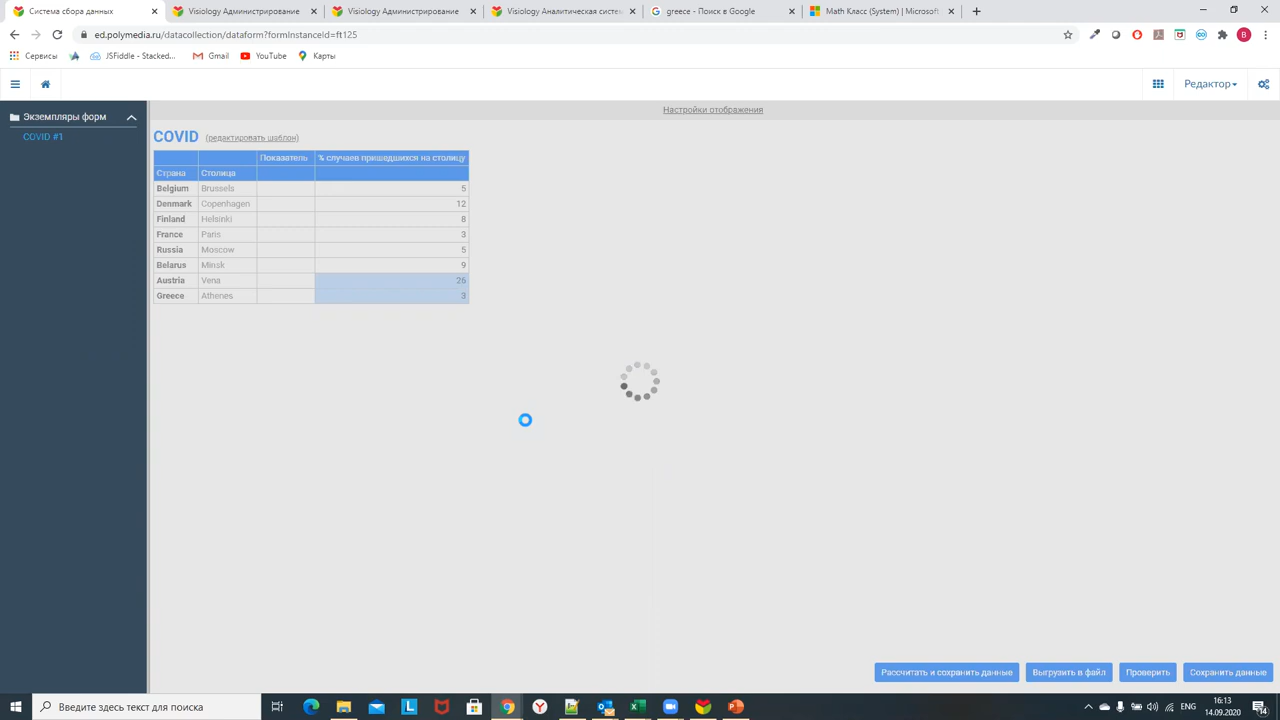 Система сбора данных
Visiology Администрирование
Visiology Администрирование
Visiology Аналитическая систем
greece - Поиск в Google
Math Класс (System) | Microsoft
ed.polymedia.ru/datacollection/dataform?formInstanceId=ft125
B
Сервисы
JSFiddle - Stacked...
Gmail
YouTube
Карты
Редактор
Экземпляры форм
COVID #1
Настройки отображения
COVID (редактировать шаблон)
Показатель % случаев пришедшихся на столицу
Страна Столица
Belgium Brussels 5
Denmark Copenhagen 12
Finland Helsinki 8
France Paris 3
Russia Moscow 5
Belarus Minsk 9
Austria Vena 26
Greece Athenes 3
Рассчитать и сохранить данные
Выгрузить в файл
Проверить
Сохранить данные
Введите здесь текст для поиска
ENG
16:13
14.09.2020